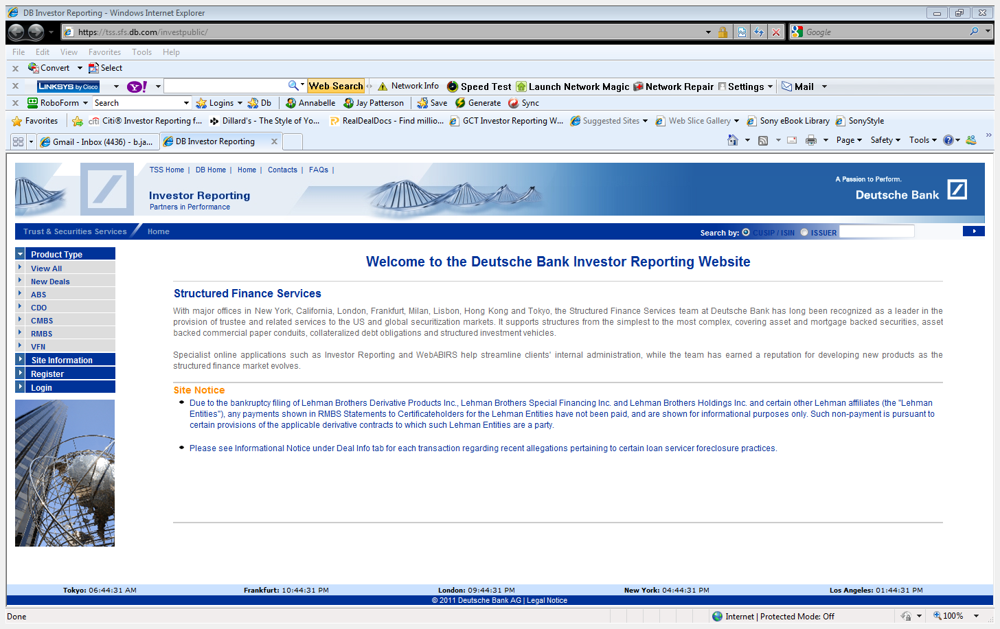 DB Investor Reporting - Windows Internet Explorer
https://tss.sfs.db.com/investpublic/
Google
File Edit View Favorites Tools Help
x Convert Select
x LINKSYS by Cisco Y! Web Search Network Info Speed Test Launch Network Magic Network Repair Settings Mail
x RoboForm Search Logins Db Annabelle Jay Patterson Save Generate Sync
Favorites citi Citi® Investor Reporting f... Dillard's - The Style of Yo... RealDealDocs - Find millio... GCT Investor Reporting W... Suggested Sites Web Slice Gallery Sony eBook Library SonyStyle
Gmail - Inbox (4436) - b.ja... DB Investor Reporting x Page Safety Tools
TSS Home | DB Home | Home | Contacts | FAQs |
A Passion to Perform.
Investor Reporting
Deutsche Bank
Partners in Performance
Trust & Securities Services Home Search by: CUSIP / ISIN ISSUER
Product Type
View All
New Deals
ABS
CDO
CMBS
RMBS
VFN
Site Information
Register
Login
Welcome to the Deutsche Bank Investor Reporting Website
Structured Finance Services
With major offices in New York, California, London, Frankfurt, Milan, Lisbon, Hong Kong and Tokyo, the Structured Finance Services team at Deutsche Bank has long been recognized as a leader in the
provision of trustee and related services to the US and global securitization markets. It supports structures from the simplest to the most complex, covering asset and mortgage backed securities, asset
backed commercial paper conduits, collateralized debt obligations and structured investment vehicles.
Specialist online applications such as Investor Reporting and WebABIRS help streamline clients' internal administration, while the team has earned a reputation for developing new products as the
structured finance market evolves.
Site Notice
Due to the bankruptcy filing of Lehman Brothers Derivative Products Inc., Lehman Brothers Special Financing Inc. and Lehman Brothers Holdings Inc. and certain other Lehman affiliates (the "Lehman
Entities"), any payments shown in RMBS Statements to Certificateholders for the Lehman Entities have not been paid, and are shown for informational purposes only. Such non-payment is pursuant to
certain provisions of the applicable derivative contracts to which such Lehman Entities are a party.
Please see Informational Notice under Deal Info tab for each transaction regarding recent allegations pertaining to certain loan servicer foreclosure practices.
Tokyo: 06:44:31 AM Frankfurt: 10:44:31 PM London: 09:44:31 PM New York: 04:44:31 PM Los Angeles: 01:44:31 PM
© 2011 Deutsche Bank AG | Legal Notice
Done Internet | Protected Mode: Off 100%